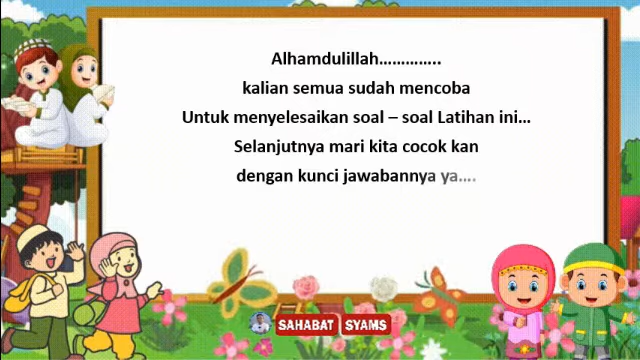 Alhamdulillah…………..
kalian semua sudah mencoba
Untuk menyelesaikan soal – soal Latihan ini…
Selanjutnya mari kita cocok kan
dengan kunci jawabannya ya….
SAHABAT SYAMS